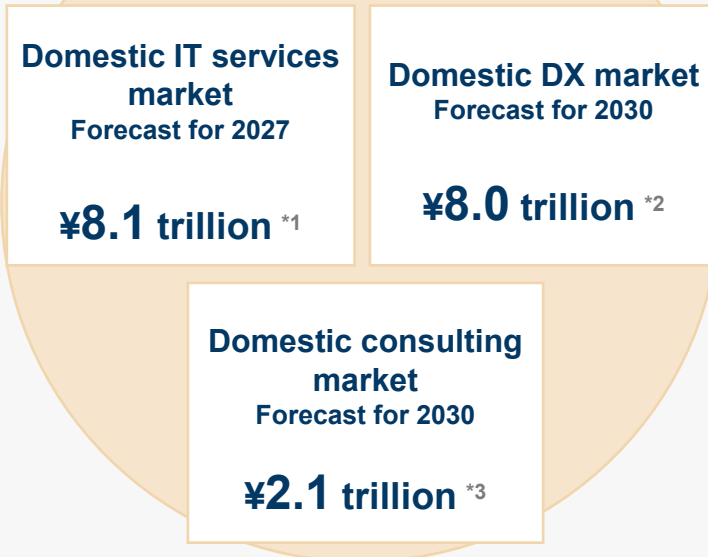 Domestic IT services
market
Forecast for 2027
¥8.1 trillion *1
Domestic DX market
Forecast for 2030
¥8.0 trillion *2
Domestic consulting
market
Forecast for 2030
¥2.1 trillion *3